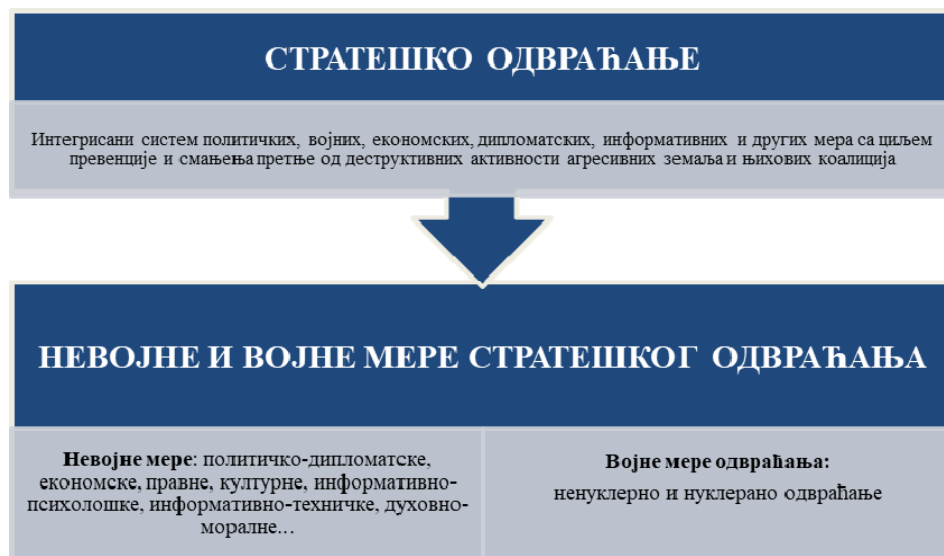 СТРАТЕШКО ОДВРАЋАЊЕ
Интегрисани систем политичких, војних, економских, дипломатских, информативних и других мера са циљем
превенције и смањења претње од деструктивних активности агресивних земаља и њихових коалиција
НЕВОЈНЕ И ВОЈНЕ МЕРЕ СТРАТЕШКОГ ОДВРАЋАЊА
Невојне мере: политичко-дипломатске,
економске, правне, културне, информативно-
психолошке, информативно-техничке, духовно-
моралне...
Војне мере одвраћања:
ненуклерно и нуклерано одвраћање